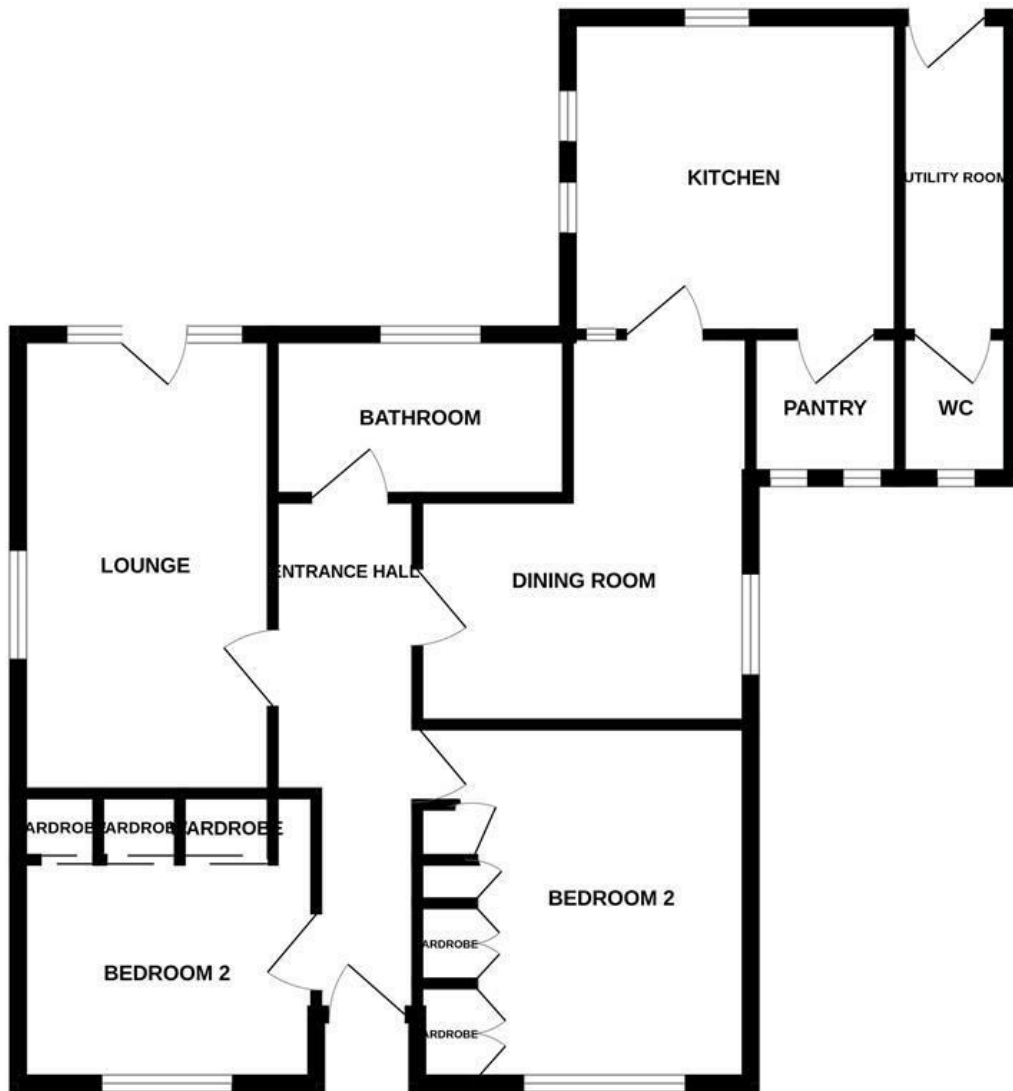 KITCHEN
UTILITY ROOM
BATHROOM
PANTRY
WC
LOUNGE
ENTRANCE HALL
DINING ROOM
ARDROBE
ARDROBE
WARDROBE
BEDROOM 2
BEDROOM 2
ARDROBE
ARDROBE